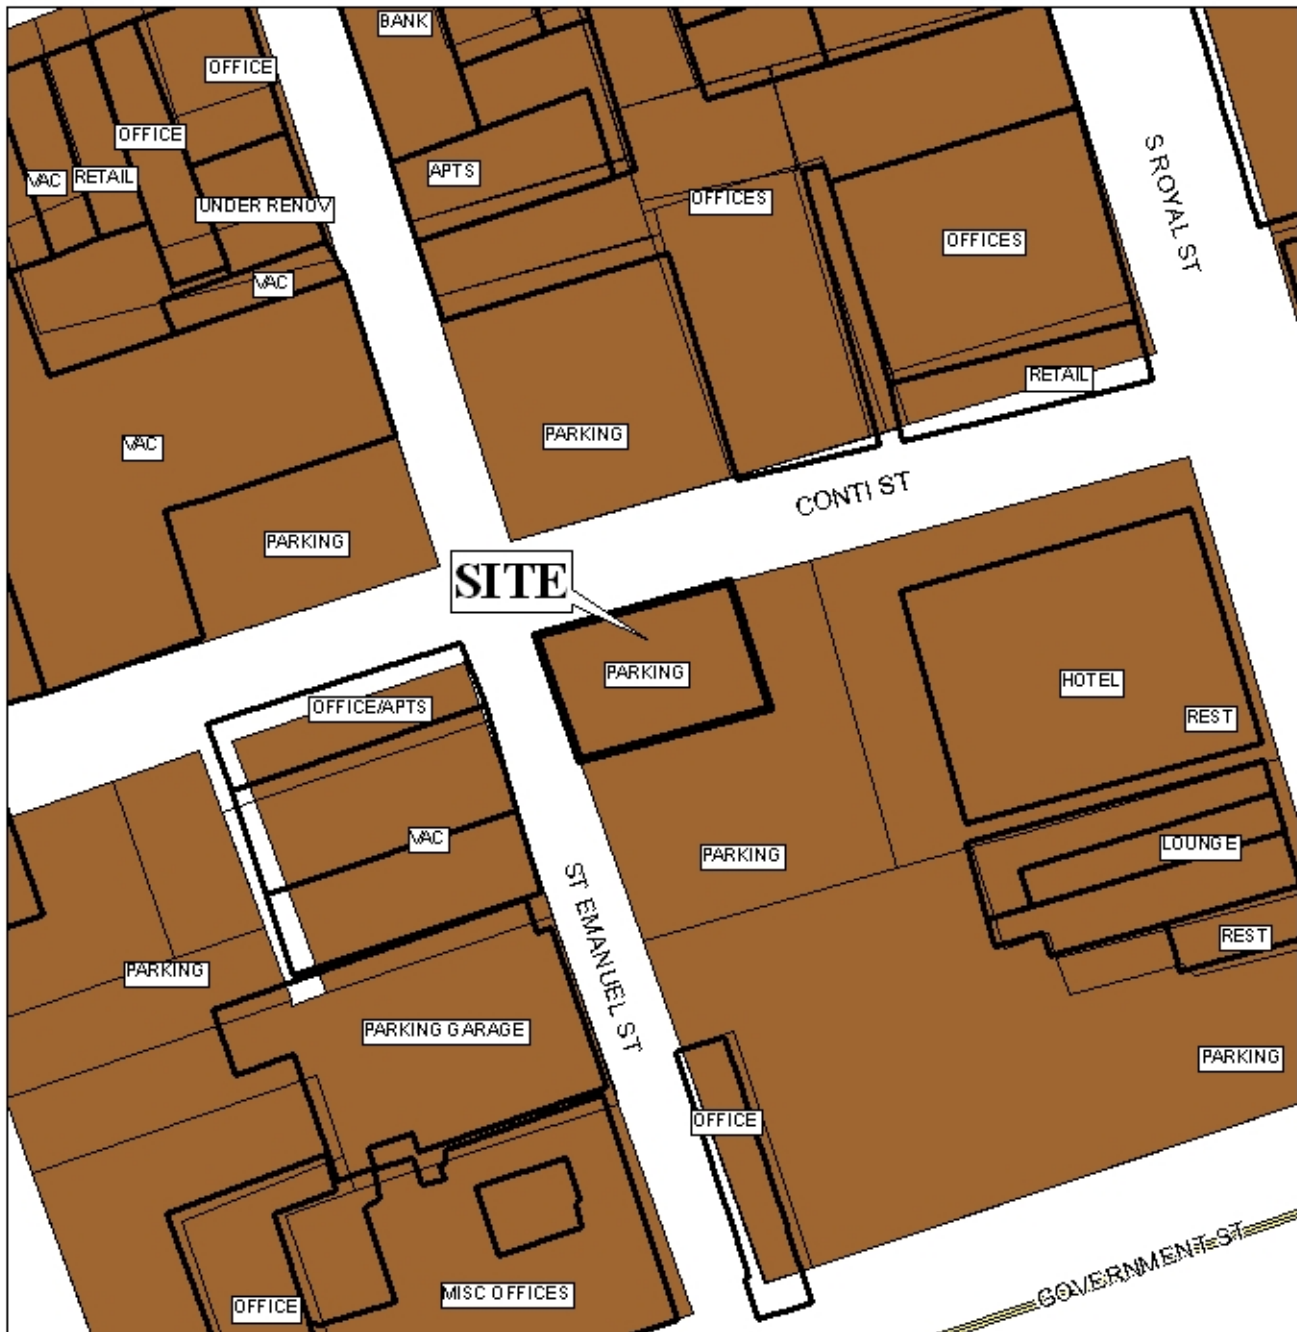 BANK
OFFICE
OFFICE
VAC
RETAIL
APTS
UNDER RENOV
OFFICES
S ROYAL ST
OFFICES
VAC
RETAIL
VAC
PARKING
CONTI ST
PARKING
SITE
PARKING
HOTEL
OFFICE/APTS
REST
VAC
PARKING
LOUNGE
ST EMANUEL ST
REST
PARKING
PARKING GARAGE
PARKING
OFFICE
GOVERNMENT ST
MISC OFFICES
OFFICE